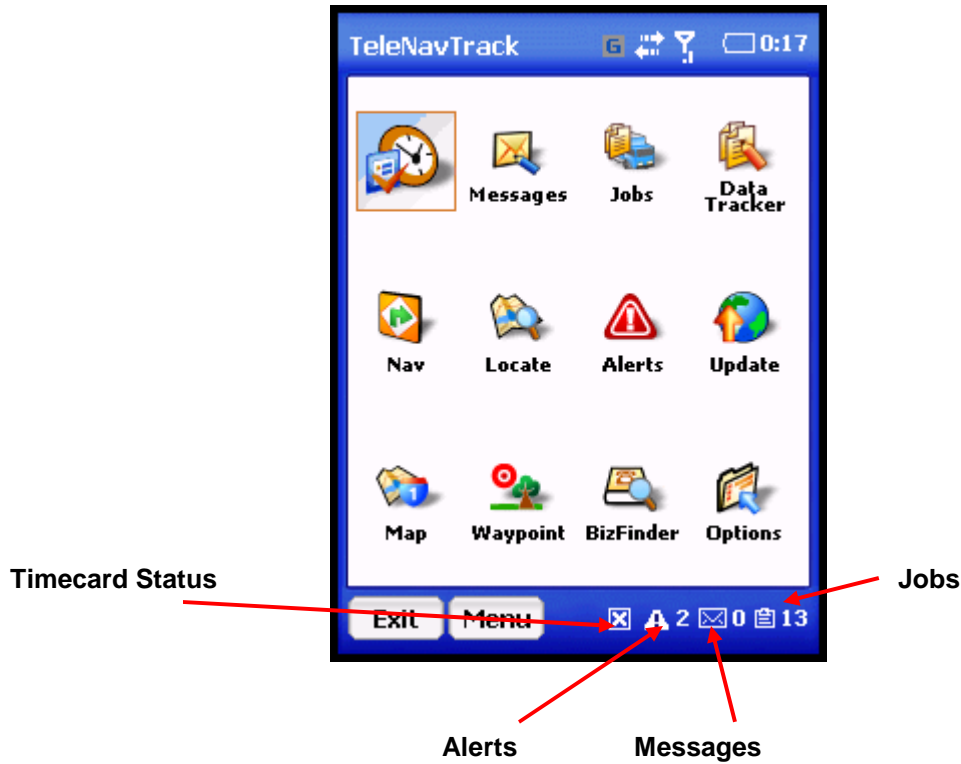 TeleNavTrack G 0:17
Messages Jobs Data Tracker
Nav Locate Alerts Update
1
Map Waypoint BizFinder Options
Timecard Status Jobs
Exit Menu 2 0 13
Alerts Messages